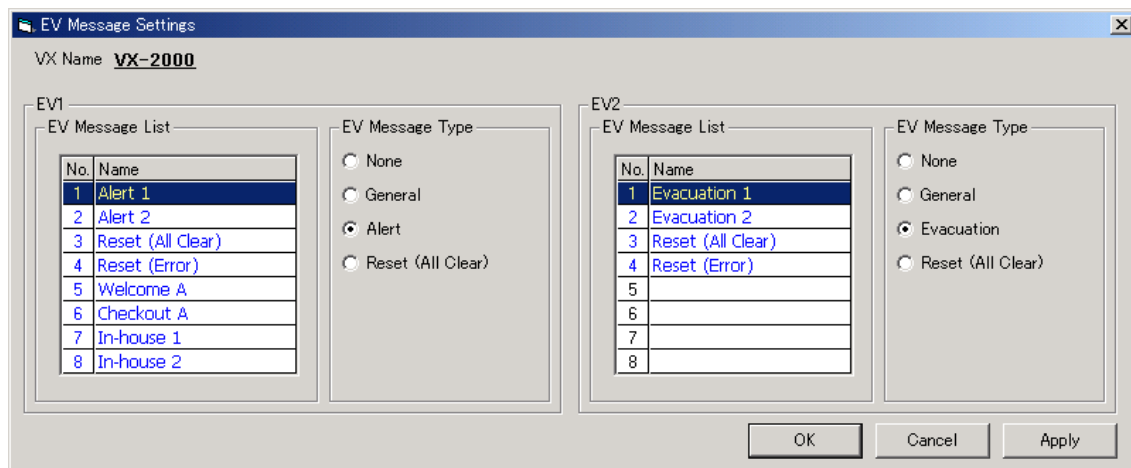 EV Message Settings
VX Name VX-2000
EV1
EV Message List
No. Name
1 Alert 1
2 Alert 2
3 Reset (All Clear)
4 Reset (Error)
5 Welcome A
6 Checkout A
7 In-house 1
8 In-house 2
EV Message Type
None
General
Alert
Reset (All Clear)
EV2
EV Message List
No. Name
1 Evacuation 1
2 Evacuation 2
3 Reset (All Clear)
4 Reset (Error)
5
6
7
8
EV Message Type
None
General
Evacuation
Reset (All Clear)
OK Cancel Apply